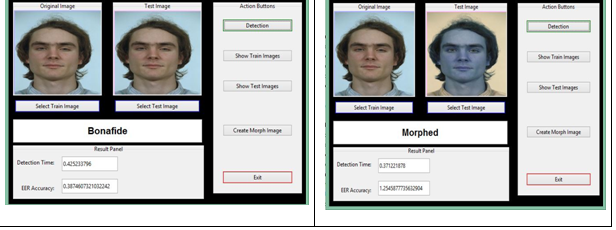 Original Image
Test Image
Action Buttons
Detection
Show Train Images
Show Test Images
Select Train Image
Select Test Image
Bonafide
Create Morph Image
Result Panel
Detection Time:
0.425233796
EER Accuracy:
0.3874607321032242
Exit
Original Image
Test Image
Action Buttons
Detection
Show Train Images
Show Test Images
Select Train Image
Select Test Image
Morphed
Create Morph Image
Result Panel
Detection Time:
0.371221878
EER Accuracy:
1.2545877735632904
Exit